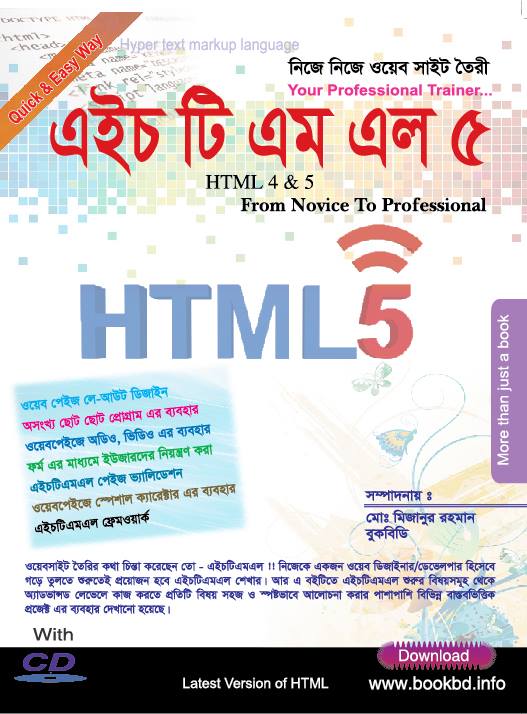 DOCTYPE HTML
html>
<head>
Quick & Easy Way
Hyper text markup language
নিজে নিজে ওয়েব সাইট তৈরী
Your Professional Trainer...
এইচ টি এম এল ৫
HTML 4 & 5
From Novice To Professional
HTML5
More than just a book
ওয়েব পেইজ লে-আউট ডিজাইন
অসংখ্য ছোট ছোট প্রোগ্রাম এর ব্যবহার
ওয়েবপেইজে অডিও, ভিডিও এর ব্যবহার
ফর্ম এর মাধ্যমে ইউজারদের নিয়ন্ত্রণ করা
এইচটিএমএল পেইজ ভ্যালিডেশন
ওয়েবপেইজে স্পেশাল ক্যারেক্টার এর ব্যবহার
এইচটিএমএল ফ্রেমওয়ার্ক
সম্পাদনায় ঃ
মোঃ মিজানুর রহমান
বুকবিডি
ওয়েবসাইট তৈরির কথা চিন্তা করেছেন তো - এইচটিএমএল !! নিজেকে একজন ওয়েব ডিজাইনার/ডেভেলপার হিসেবে
গড়ে তুলতে শুরুতেই প্রয়োজন হবে এইচটিএমএল শেখার। আর এ বইটিতে এইচটিএমএল শুরুর বিষয়সমূহ থেকে
অ্যাডভান্সড লেভেলে কাজ করতে প্রতিটি বিষয় সহজ ও স্পষ্টভাবে আলোচনা করার পাশাপাশি বিভিন্ন বাস্তবভিত্তিক
প্রজেক্ট এর ব্যবহার দেখানো হয়েছে।
With
CD
Download
Latest Version of HTML
www.bookbd.info